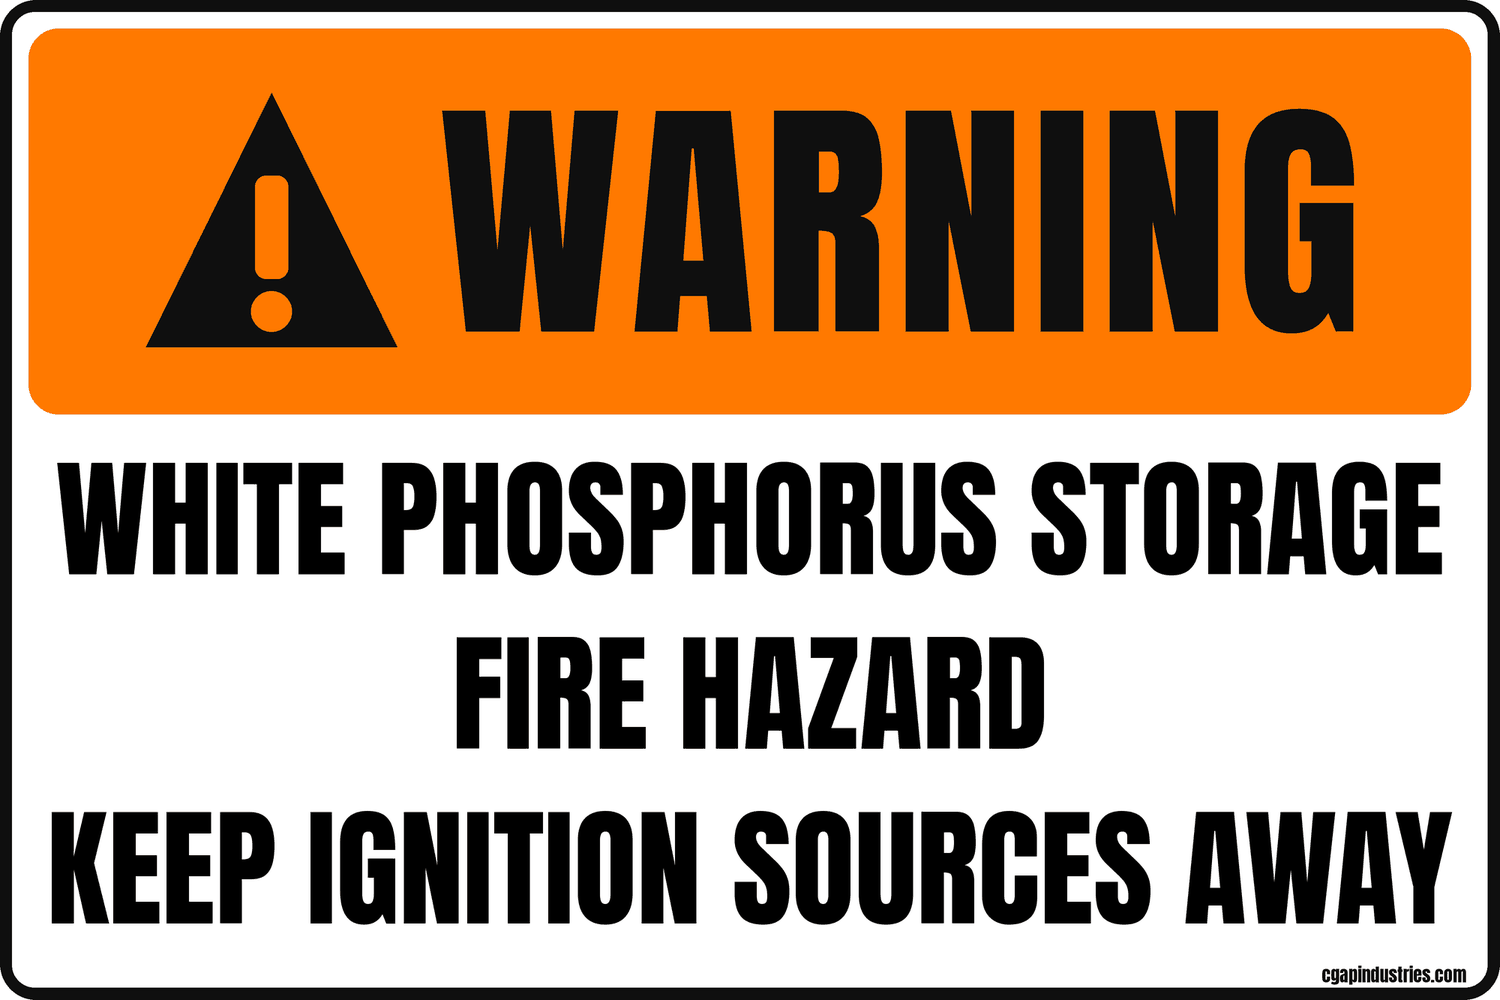 WARNING
WHITE PHOSPHORUS STORAGE
FIRE HAZARD
KEEP IGNITION SOURCES AWAY
cgapindustries.com